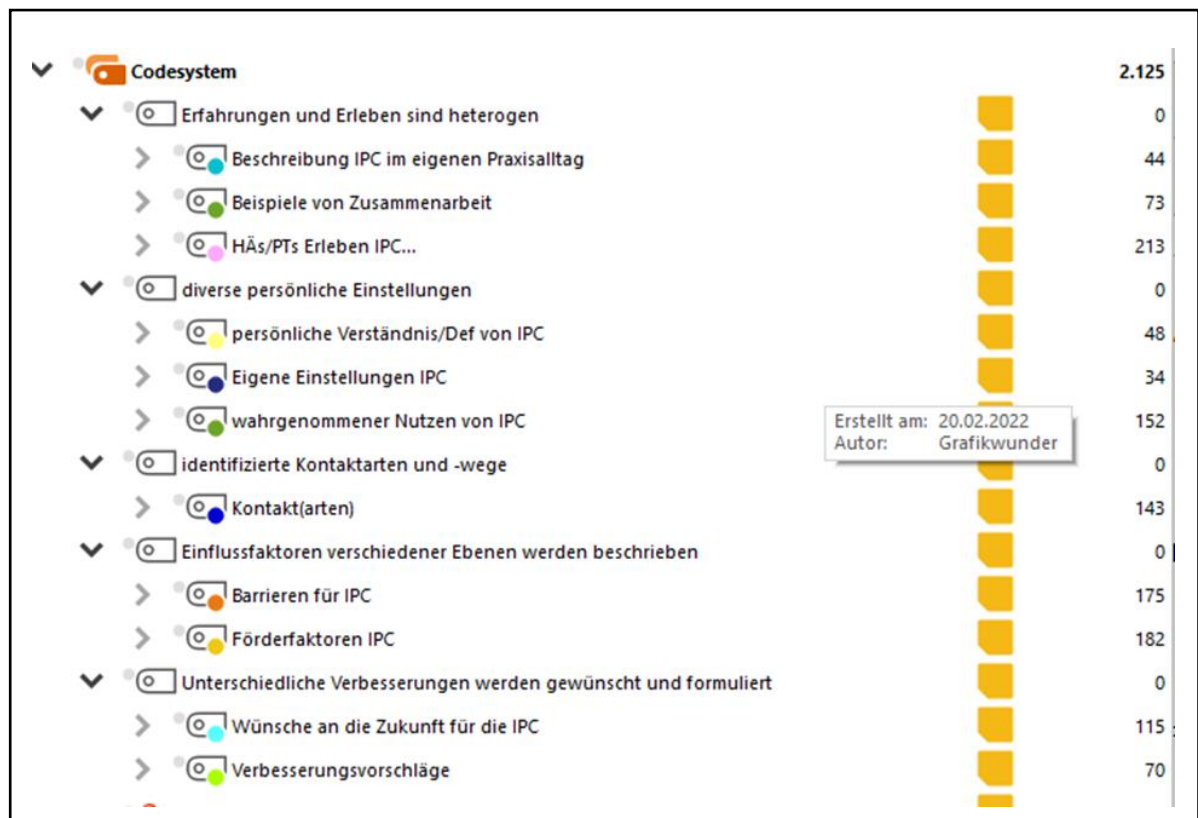 Codesystem 2.125
Erfahrungen und Erleben sind heterogen 0
Beschreibung IPC im eigenen Praxisalltag 44
Beispiele von Zusammenarbeit 73
HÄs/PTs Erleben IPC... 213
diverse persönliche Einstellungen 0
persönliche Verständnis/Def von IPC 48
Eigene Einstellungen IPC 34
wahrgenommener Nutzen von IPC 152
Erstellt am: 20.02.2022
Autor: Grafikwunder
identifizierte Kontaktarten und -wege 0
Kontakt(arten) 143
Einflussfaktoren verschiedener Ebenen werden beschrieben 0
Barrieren für IPC 175
Förderfaktoren IPC 182
Unterschiedliche Verbesserungen werden gewünscht und formuliert 0
Wünsche an die Zukunft für die IPC 115
Verbesserungsvorschläge 70